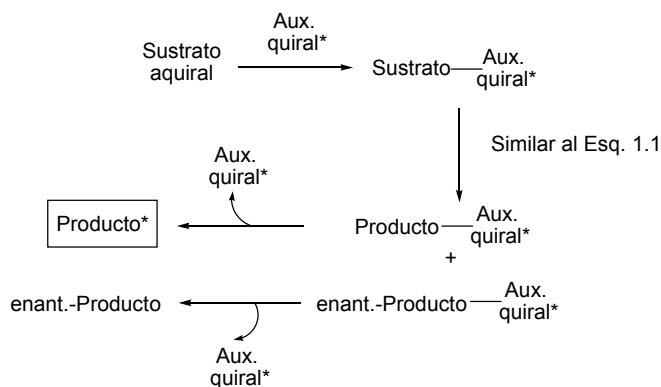 Aux.
quiral*
Sustrato
aquiral
Sustrato
Aux.
quiral*
Similar al Esq. 1.1
Aux.
quiral*
Producto*
Producto
Aux.
quiral*
+
enant.-Producto
enant.-Producto
Aux.
quiral*
Aux.
quiral*